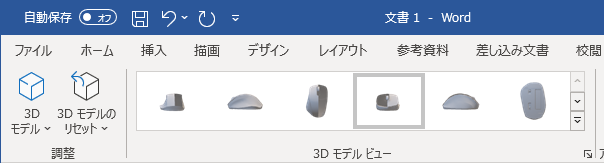 自動保存 オフ 文書 1 - Word
ファイル ホーム 挿入 描画 デザイン レイアウト 参考資料 差し込み文書 校閲
3D モデル 3D モデルの リセット
調整 3D モデル ビュー